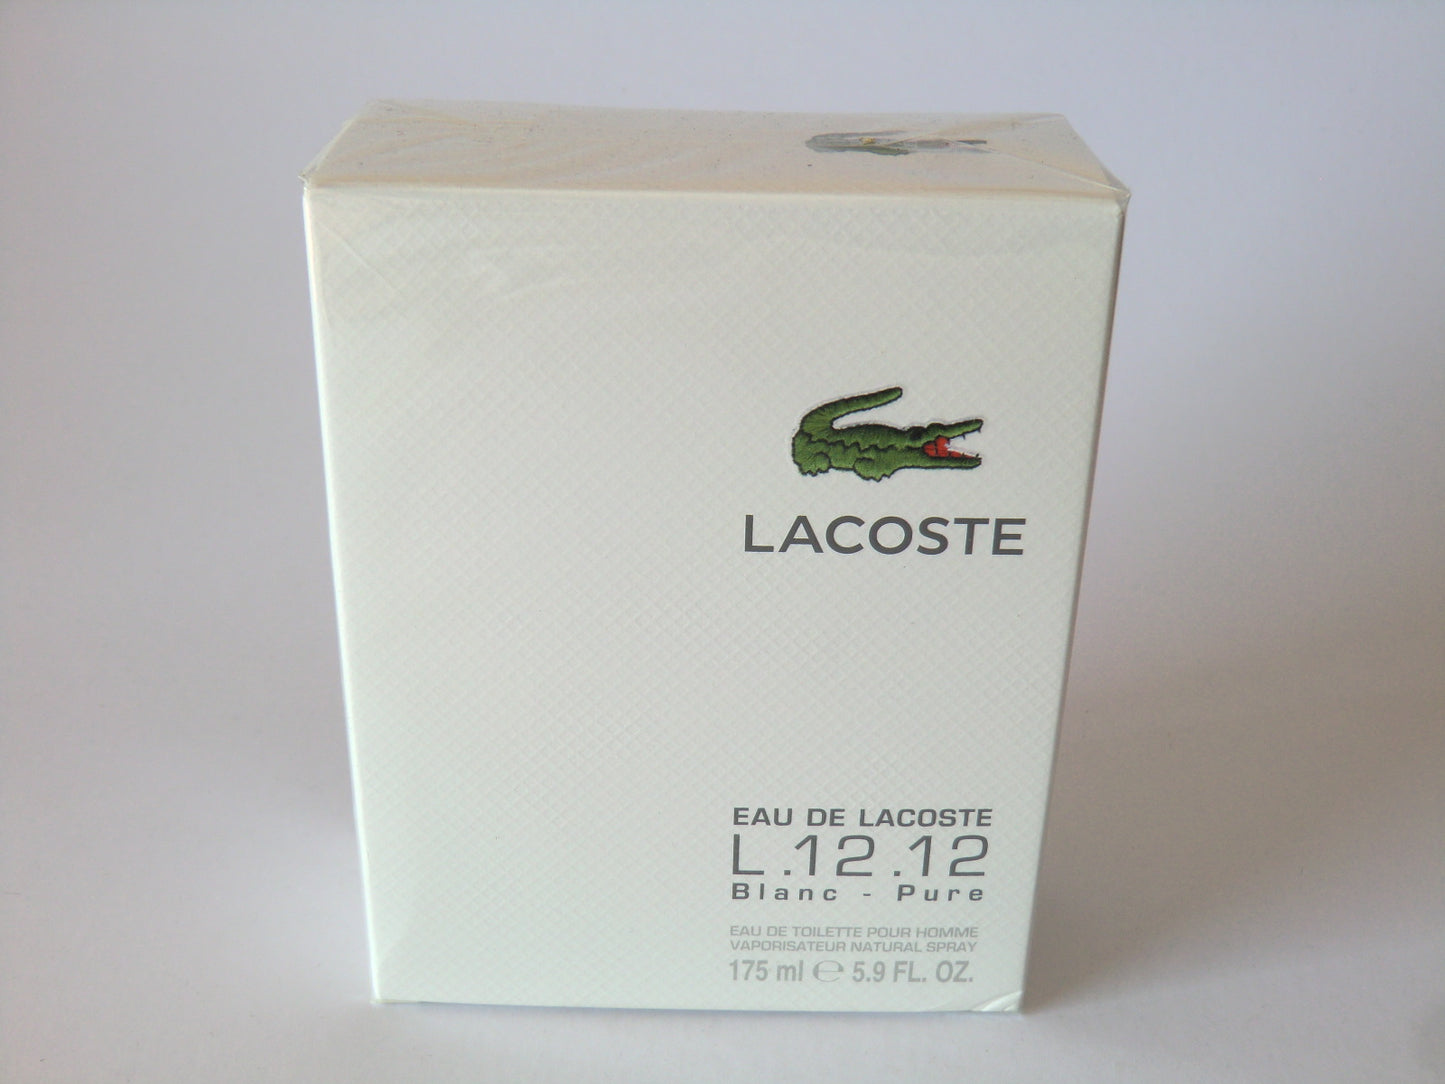 LACOSTE
EAU DE LACOSTE
L.12.12
Blanc - Pure
EAU DE TOILETTE POUR HOMME
VAPORISATEUR NATURAL SPRAY
175 ml ℮ 5.9 FL. OZ.